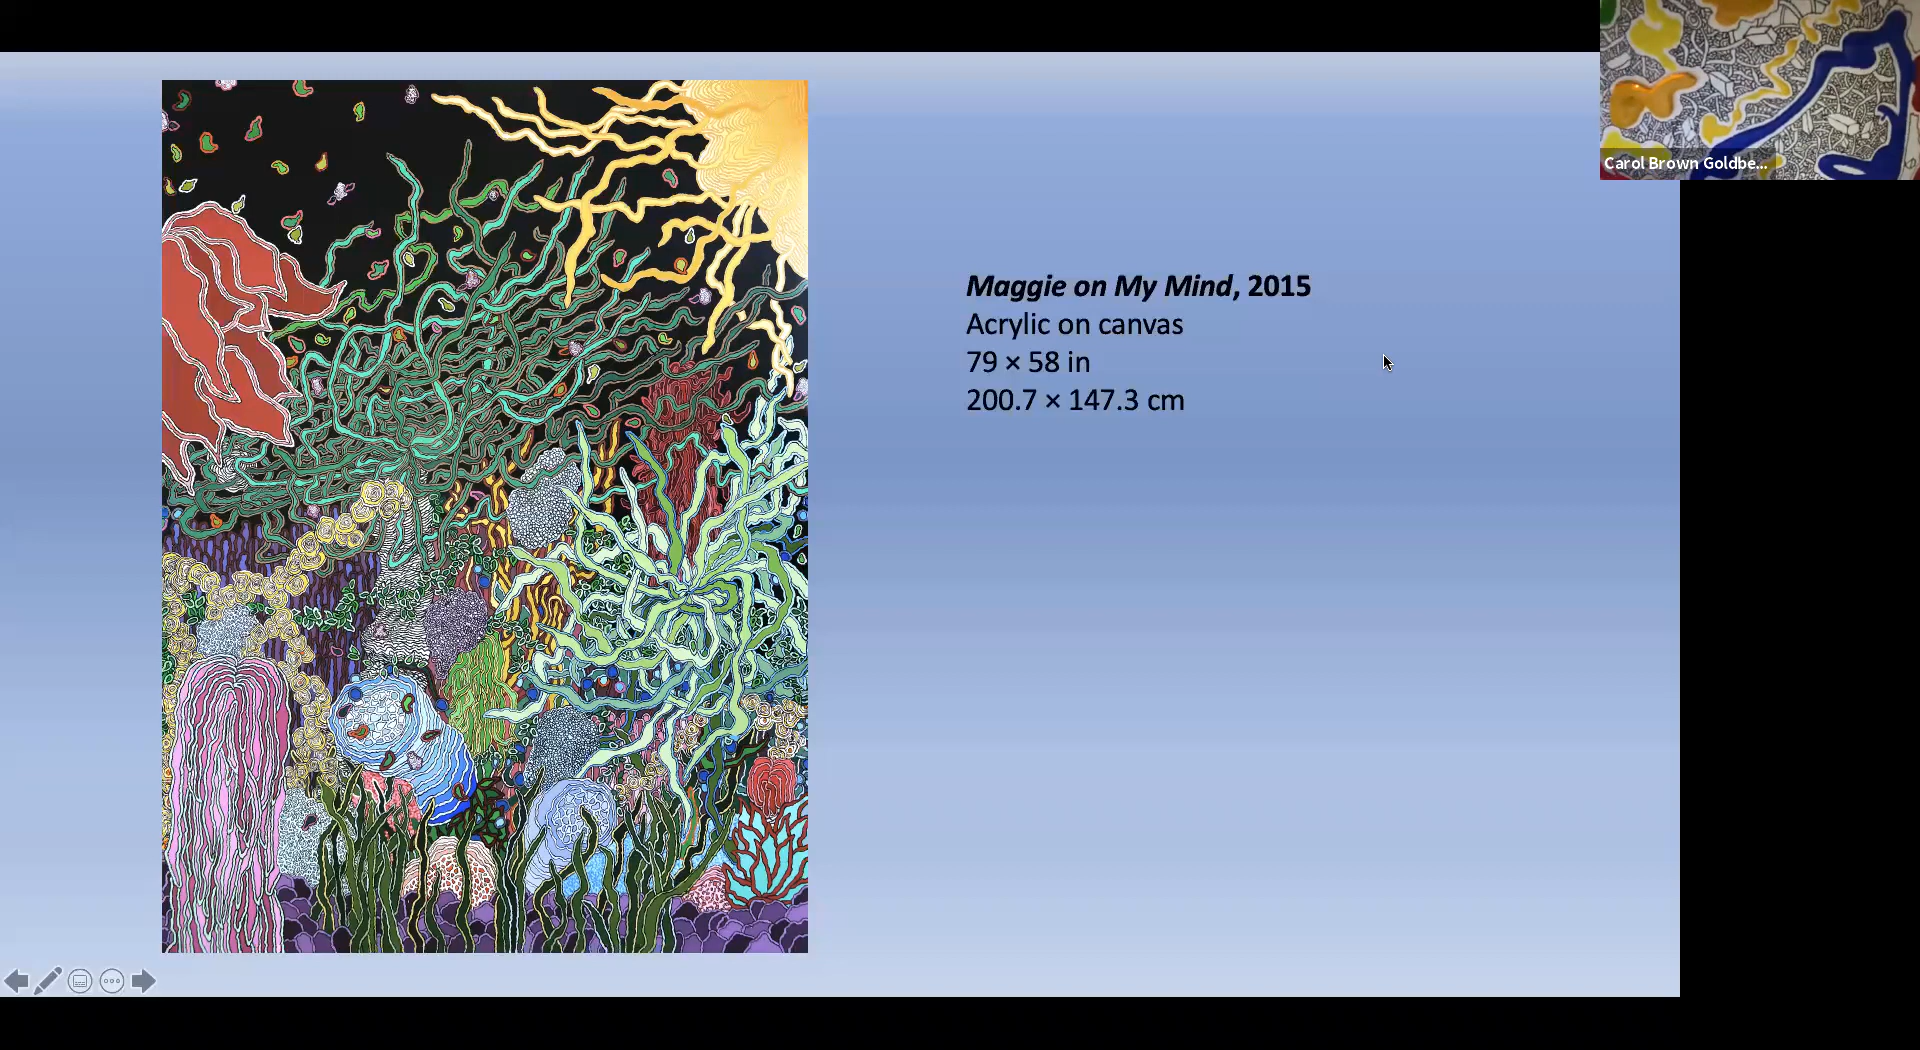 Carol Brown Goldbe...
Maggie on My Mind, 2015
Acrylic on canvas
79 × 58 in
200.7 × 147.3 cm